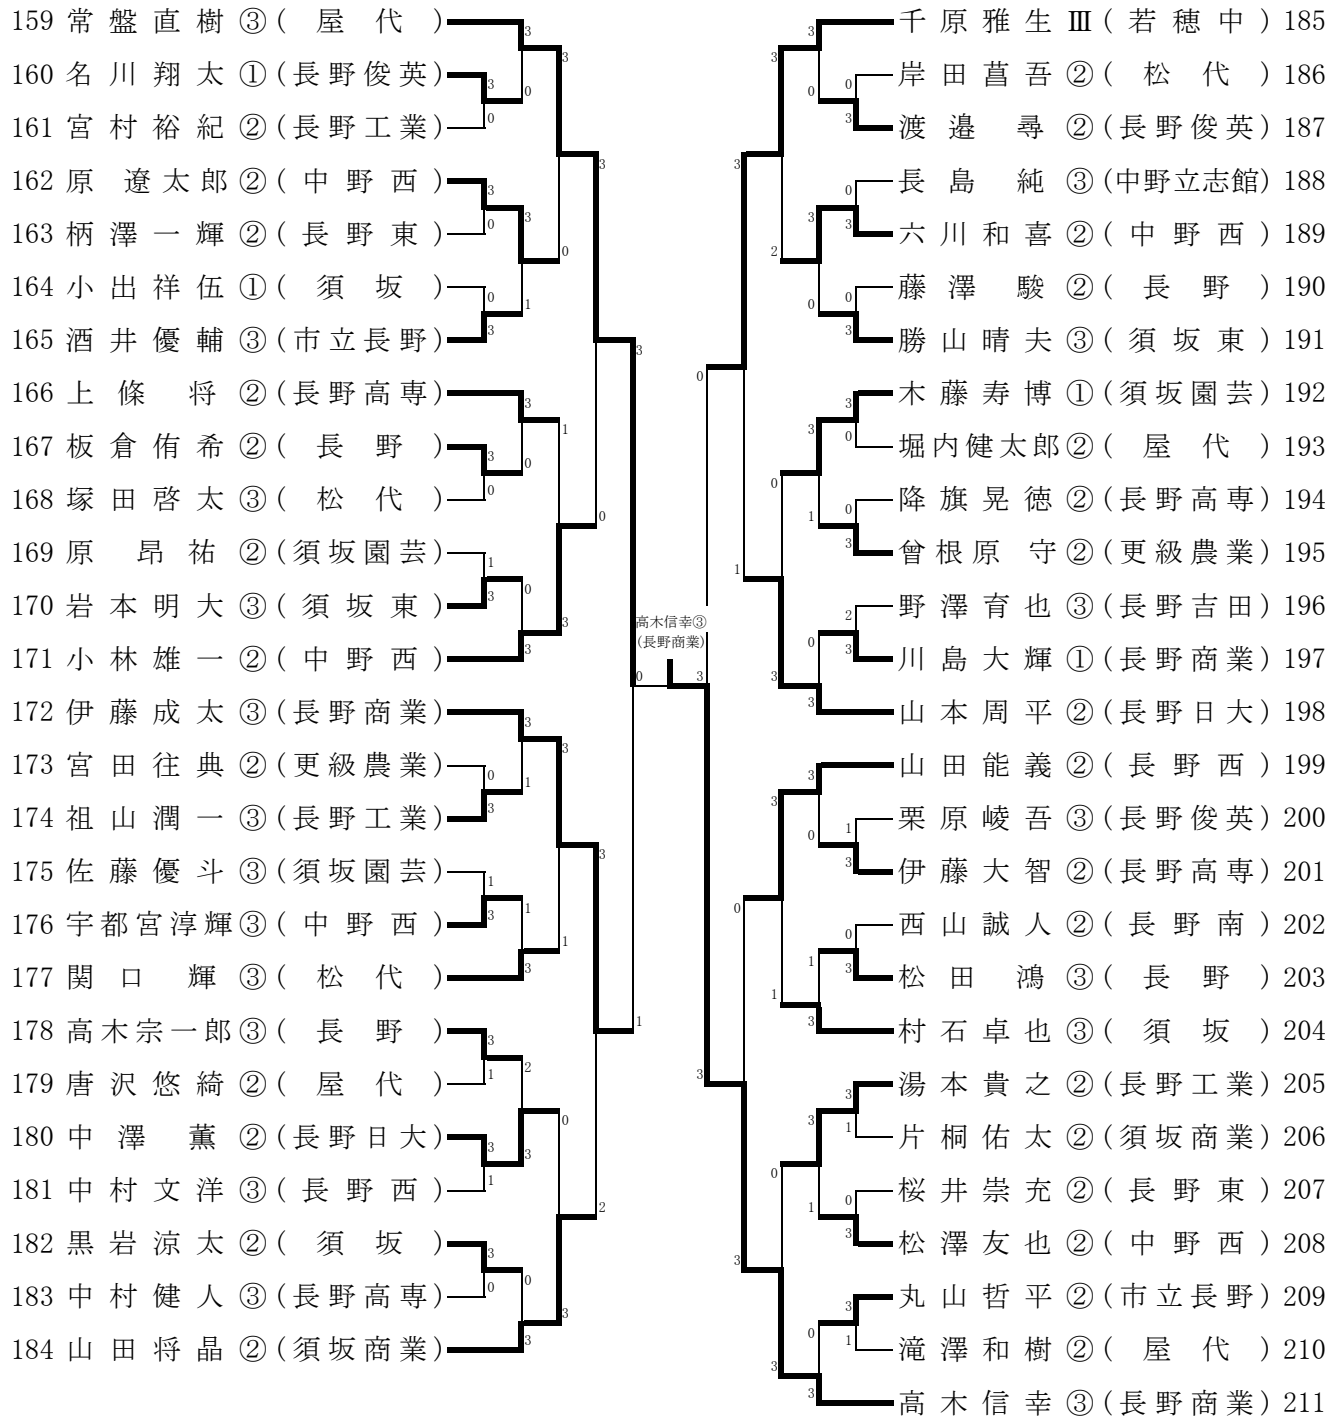 159 常盤直樹 ③ (屋代)
160 名川翔太 ① (長野俊英)
161 宮村裕紀 ② (長野工業)
162 原 遼太郎 ② (中野西)
163 柄澤一輝 ② (長野東)
164 小出祥伍 ① (須坂)
165 酒井優輔 ③ (市立長野)
166 上條 将 ② (長野高専)
167 板倉侑希 ② (長野)
168 塚田啓太 ③ (松代)
169 原 昂祐 ② (須坂園芸)
170 岩本明大 ③ (須坂東)
171 小林雄一 ② (中野西)
172 伊藤成太 ③ (長野商業)
173 宮田往典 ② (更級農業)
174 祖山潤一 ③ (長野工業)
175 佐藤優斗 ③ (須坂園芸)
176 宇都宮淳輝 ③ (中野西)
177 関口 輝 ③ (松代)
178 高木宗一郎 ③ (長野)
179 唐沢悠綺 ② (屋代)
180 中澤 薫 ② (長野日大)
181 中村文洋 ③ (長野西)
182 黒岩涼太 ② (須坂)
183 中村健人 ③ (長野高専)
184 山田将晶 ② (須坂商業)
高木信幸③
(長野商業)
千原雅生 Ⅲ (若穂中) 185
岸田菖吾 ② (松代) 186
渡邉 尋 ② (長野俊英) 187
長島 純 ③ (中野立志館) 188
六川和喜 ② (中野西) 189
藤澤 駿 ② (長野) 190
勝山晴夫 ③ (須坂東) 191
木藤寿博 ① (須坂園芸) 192
堀内健太郎 ② (屋代) 193
降旗晃徳 ② (長野高専) 194
曾根原 守 ② (更級農業) 195
野澤育也 ③ (長野吉田) 196
川島大輝 ① (長野商業) 197
山本周平 ② (長野日大) 198
山田能義 ② (長野西) 199
栗原崚吾 ③ (長野俊英) 200
伊藤大智 ② (長野高専) 201
西山誠人 ② (長野南) 202
松田 鴻 ③ (長野) 203
村石卓也 ③ (須坂) 204
湯本貴之 ② (長野工業) 205
片桐佑太 ② (須坂商業) 206
桜井崇充 ② (長野東) 207
松澤友也 ② (中野西) 208
丸山哲平 ② (市立長野) 209
滝澤和樹 ② (屋代) 210
高木信幸 ③ (長野商業) 211